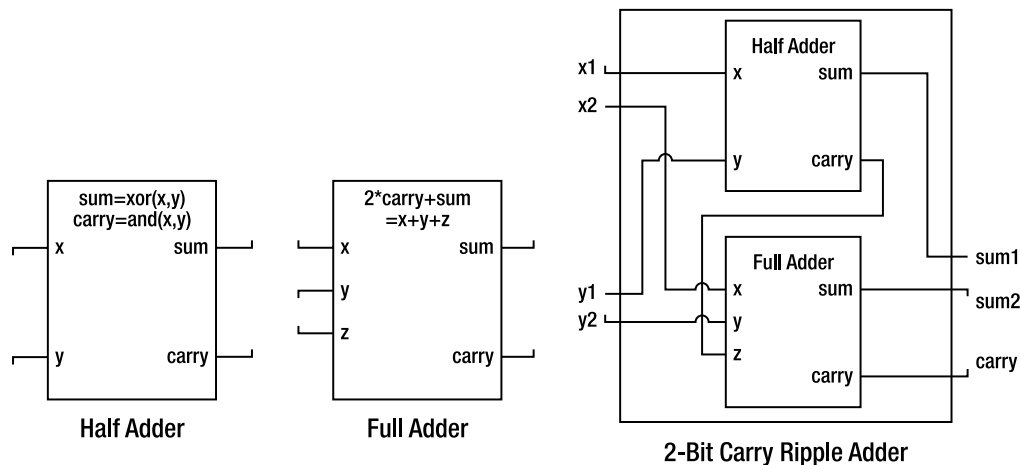 sum=xor(x,y)
carry=and(x,y)
x
sum
y
carry
Half Adder
2*carry+sum
=x+y+z
x
sum
y
z
carry
Full Adder
x1
x2
y1
y2
Half Adder
x
sum
y
carry
Full Adder
x
sum
y
z
carry
sum1
sum2
carry
2-Bit Carry Ripple Adder